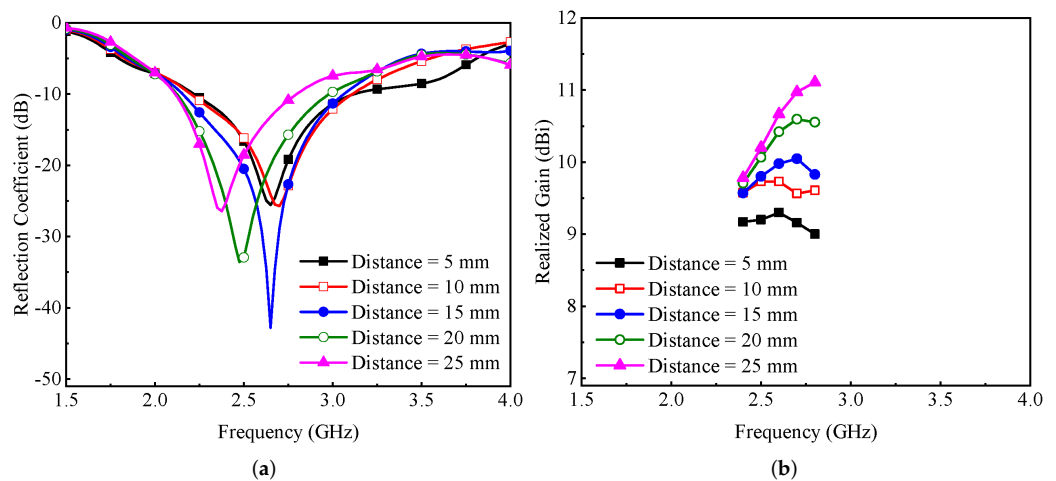 0
-10
-20
-30
-40
-50
Reflection Coefficient (dB)
Distance = 5 mm
Distance = 10 mm
Distance = 15 mm
Distance = 20 mm
Distance = 25 mm
1.5 2.0 2.5 3.0 3.5 4.0
Frequency (GHz)
(a)
12
11
10
9
8
7
Realized Gain (dBi)
Distance = 5 mm
Distance = 10 mm
Distance = 15 mm
Distance = 20 mm
Distance = 25 mm
1.5 2.0 2.5 3.0 3.5 4.0
Frequency (GHz)
(b)